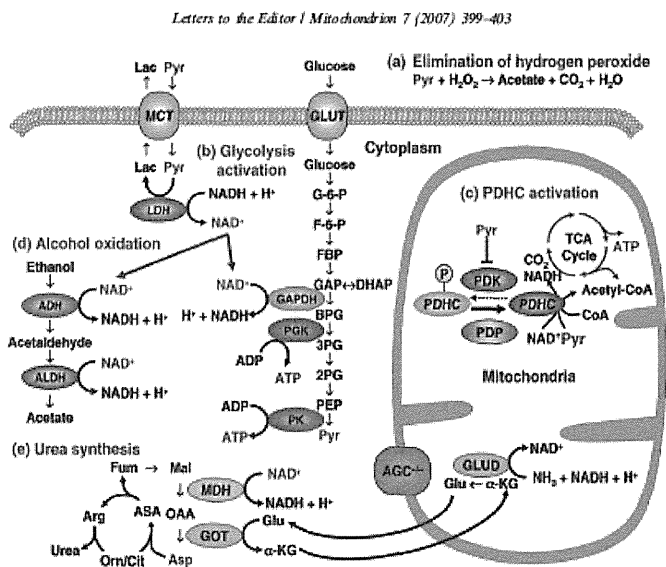 Letters to the Editor / Mitochondrion 7 (2007) 399–403
(a) Elimination of hydrogen peroxide
Pyr + H₂O₂ → Acetate + CO₂ + H₂O
Lac Pyr
↑ ↓
MCT
↑ ↓
Lac Pyr
LDH
NADH + H⁺
NAD⁺
Glucose
↓
GLUT
↓
Glucose
↓
G-6-P
↓
F-6-P
↓
FBP
↓
GAP↔DHAP
BPG
↓
3PG
↓
2PG
↓
PEP
↓
Pyr
Cytoplasm
(b) Glycolysis
activation
NAD⁺
GAPDH
H⁺ + NADH
PGK
ADP
ATP
ADP
PK
ATP
(c) PDHC activation
Pyr
PDK
P
PDHC
PDHC
PDP
CO₂
NADH
TCA
Cycle
ATP
Acetyl-CoA
CoA
NAD⁺Pyr
Mitochondria
(d) Alcohol oxidation
Ethanol
↓
ADH
NAD⁺
NADH + H⁺
↓
Acetaldehyde
↓
ALDH
NAD⁺
NADH + H⁺
↓
Acetate
(e) Urea synthesis
Fum → Mal
↓
MDH
NAD⁺
NADH + H⁺
Arg
ASA OAA
↓
GOT
Glu
α-KG
Urea
Orn/Cit
Asp
AGC
GLUD
NAD⁺
Glu ← α-KG
NH₃ + NADH + H⁺